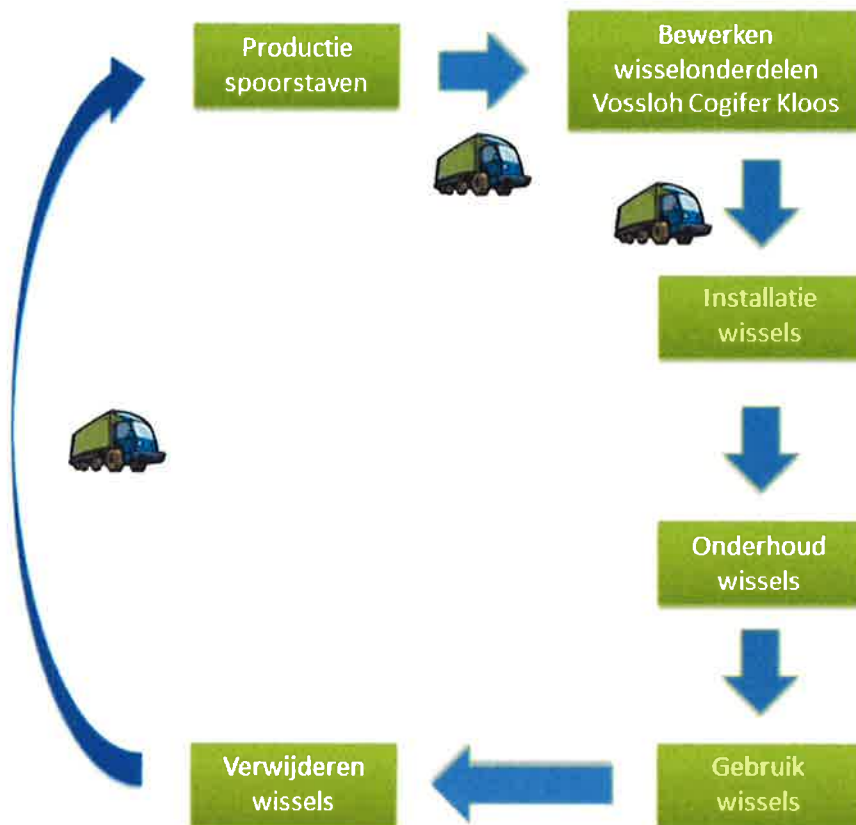 Productie
spoorstaven
Bewerken
wisselonderdelen
Vossloh Cogifer Kloos
Installatie
wissels
Onderhoud
wissels
Gebruik
wissels
Verwijderen
wissels